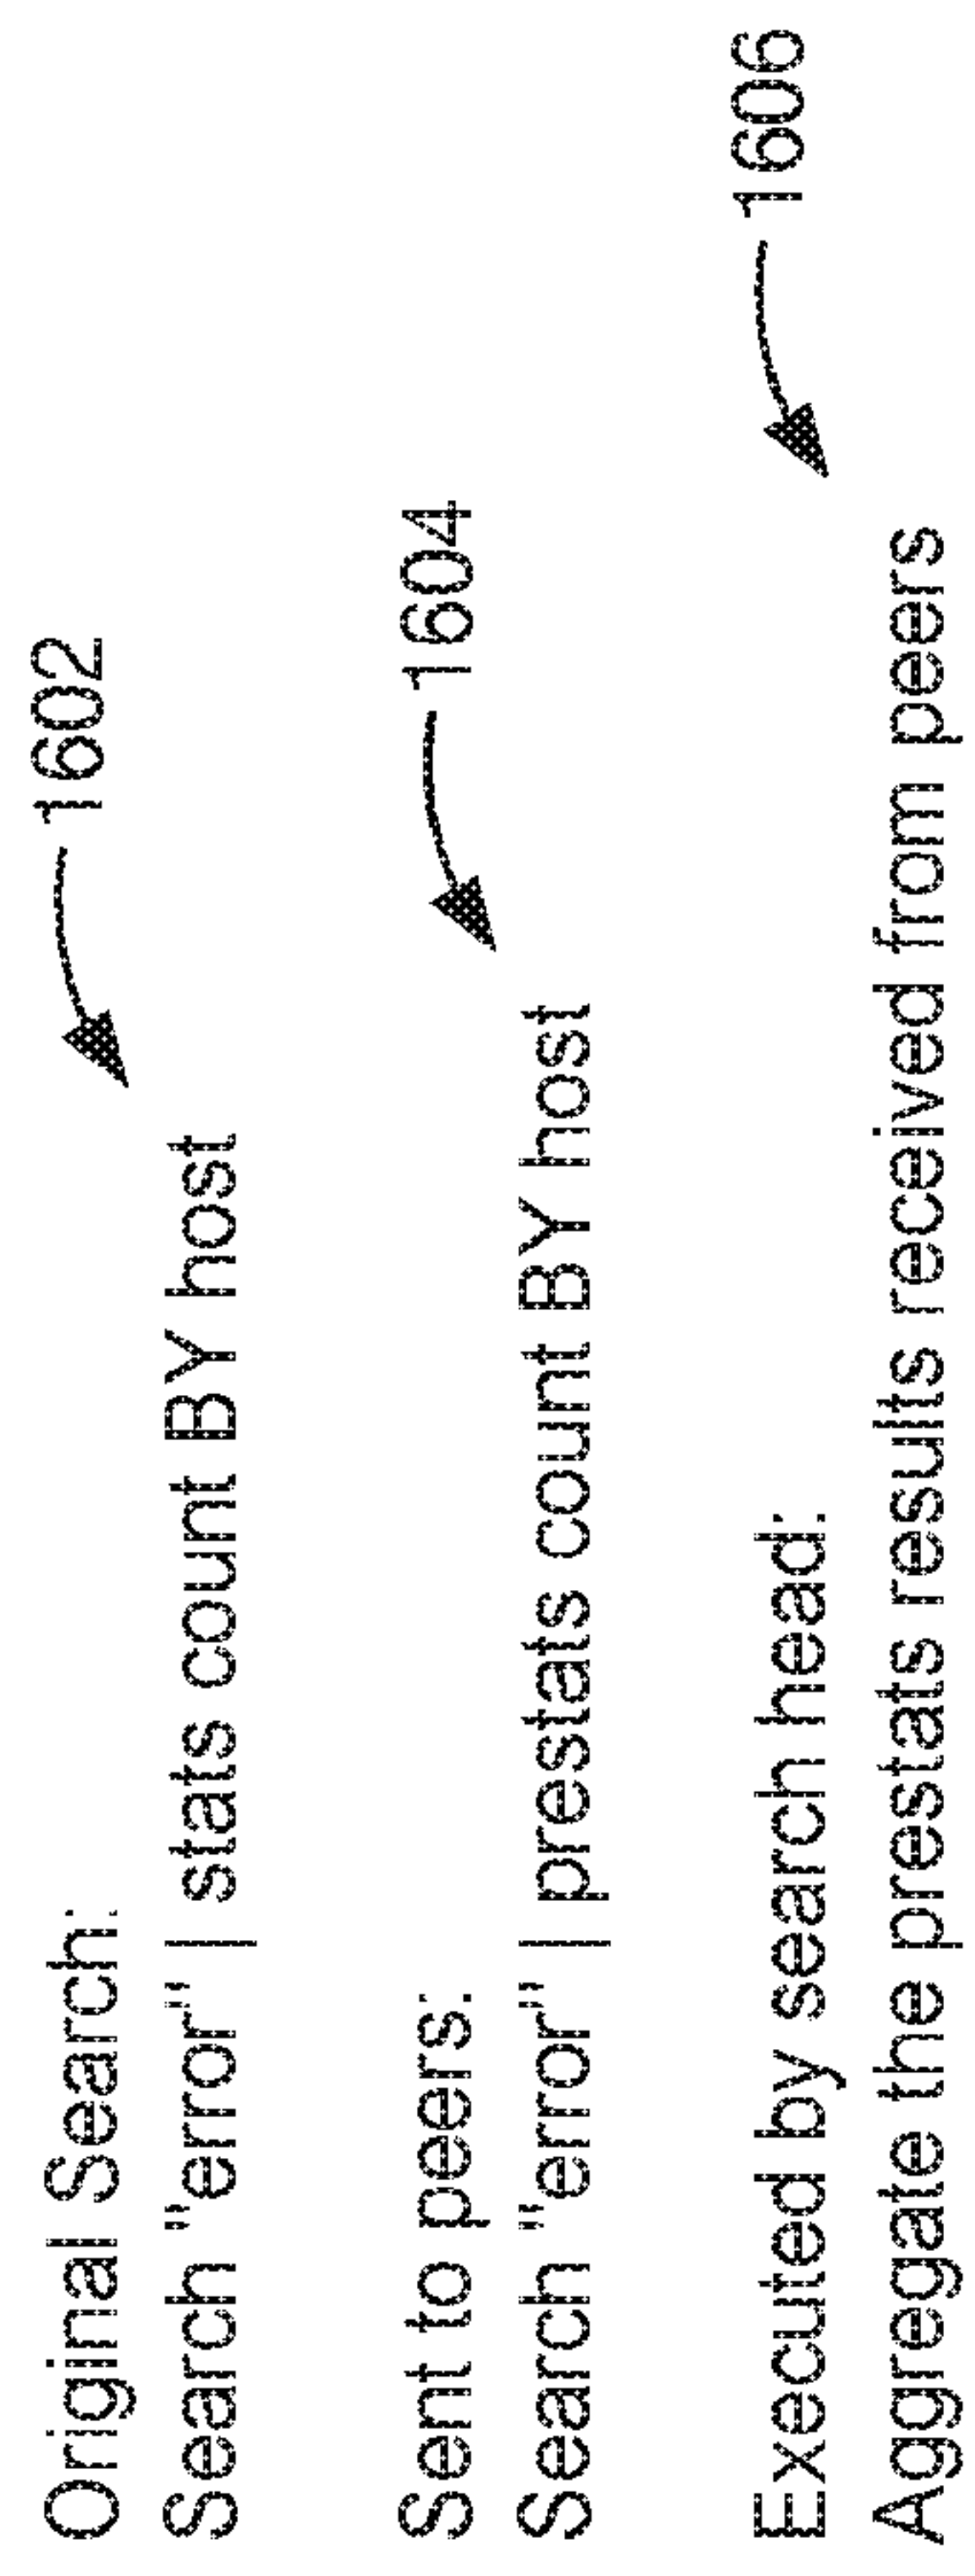 Original Search:
1602
Search "error" | stats count BY host
Sent to peers:
1604
Search "error" | prestats count BY host
Executed by search head:
1606
Aggregate the prestats results received from peers